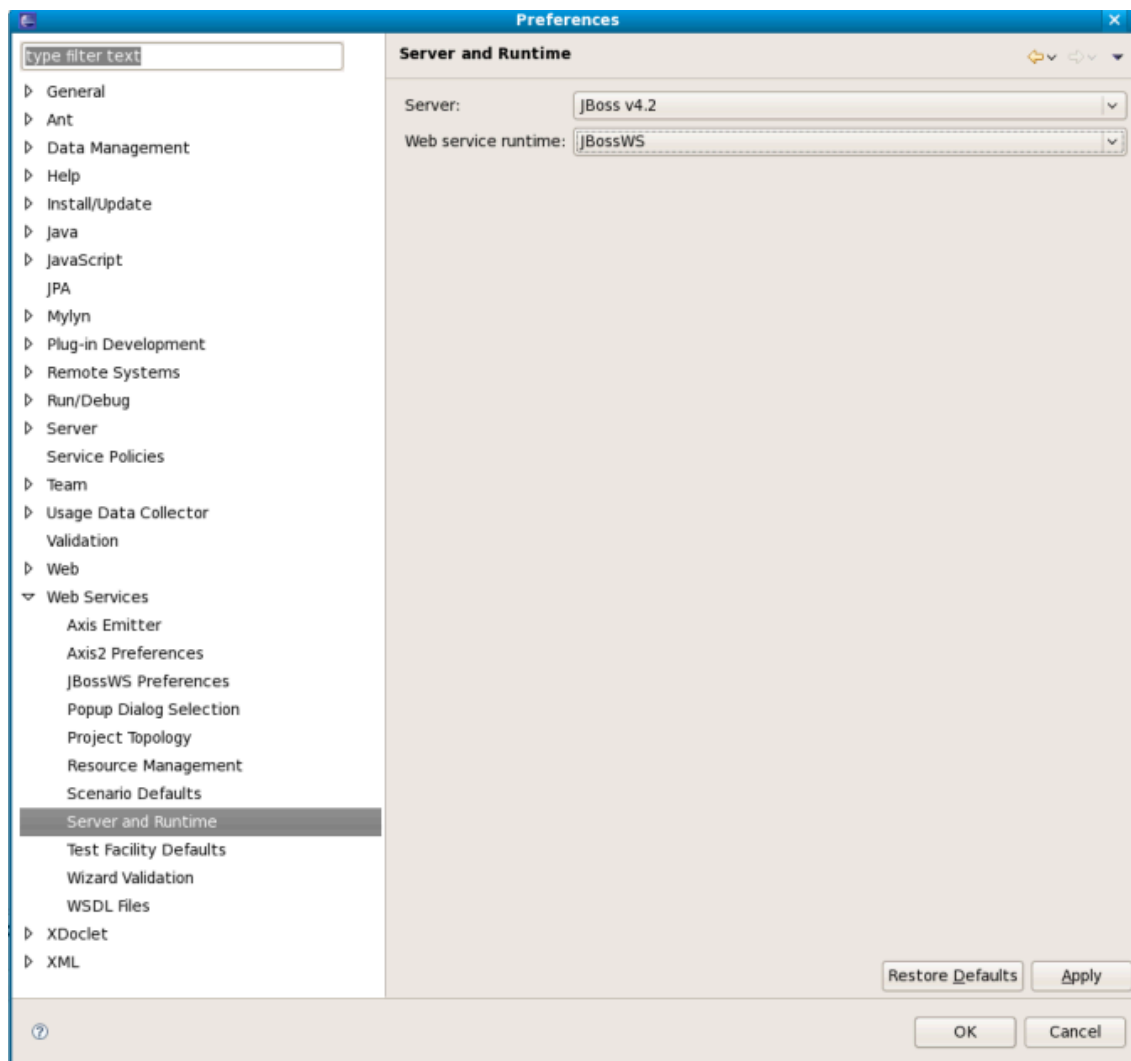 Preferences
type filter text
General
Ant
Data Management
Help
Install/Update
Java
JavaScript
JPA
Mylyn
Plug-in Development
Remote Systems
Run/Debug
Server
Service Policies
Team
Usage Data Collector
Validation
Web
Web Services
Axis Emitter
Axis2 Preferences
JBossWS Preferences
Popup Dialog Selection
Project Topology
Resource Management
Scenario Defaults
Server and Runtime
Test Facility Defaults
Wizard Validation
WSDL Files
XDoclet
XML
Server and Runtime
Server: JBoss v4.2
Web service runtime: JBossWS
Restore Defaults Apply
OK Cancel